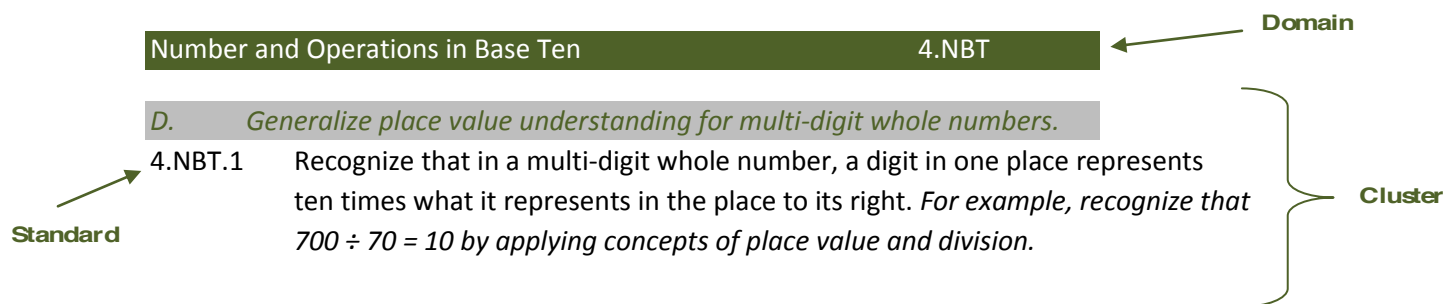 Domain
Number and Operations in Base Ten 4.NBT
D. Generalize place value understanding for multi-digit whole numbers.
4.NBT.1 Recognize that in a multi-digit whole number, a digit in one place represents
ten times what it represents in the place to its right. For example, recognize that
Cluster
Standard
700 ÷ 70 = 10 by applying concepts of place value and division.